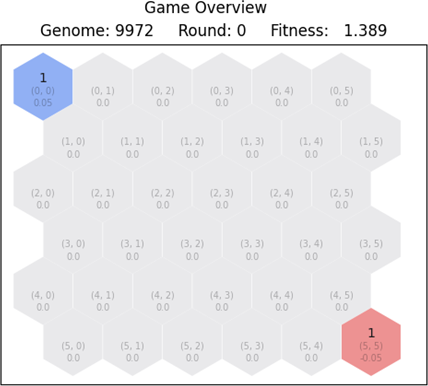 Game Overview
Genome: 9972 Round: 0 Fitness: 1.389
1
(0, 0) (0, 1) (0, 2) (0, 3) (0, 4) (0, 5)
0.05 0.0 0.0 0.0 0.0 0.0
(1, 0) (1, 1) (1, 2) (1, 3) (1, 4) (1, 5)
0.0 0.0 0.0 0.0 0.0 0.0
(2, 0) (2, 1) (2, 2) (2, 3) (2, 4) (2, 5)
0.0 0.0 0.0 0.0 0.0 0.0
(3, 0) (3, 1) (3, 2) (3, 3) (3, 4) (3, 5)
0.0 0.0 0.0 0.0 0.0 0.0
(4, 0) (4, 1) (4, 2) (4, 3) (4, 4) (4, 5)
0.0 0.0 0.0 0.0 0.0 0.0
1
(5, 0) (5, 1) (5, 2) (5, 3) (5, 4) (5, 5)
0.0 0.0 0.0 0.0 0.0 -0.05